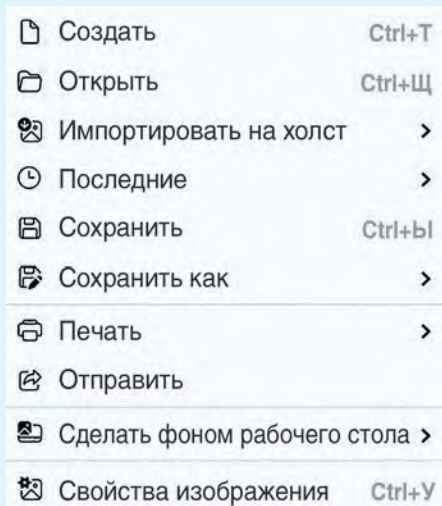 Создать Ctrl+Т
Открыть Ctrl+Щ
Импортировать на холст
Последние
Сохранить Ctrl+Ы
Сохранить как
Печать
Отправить
Сделать фоном рабочего стола
Свойства изображения Ctrl+У